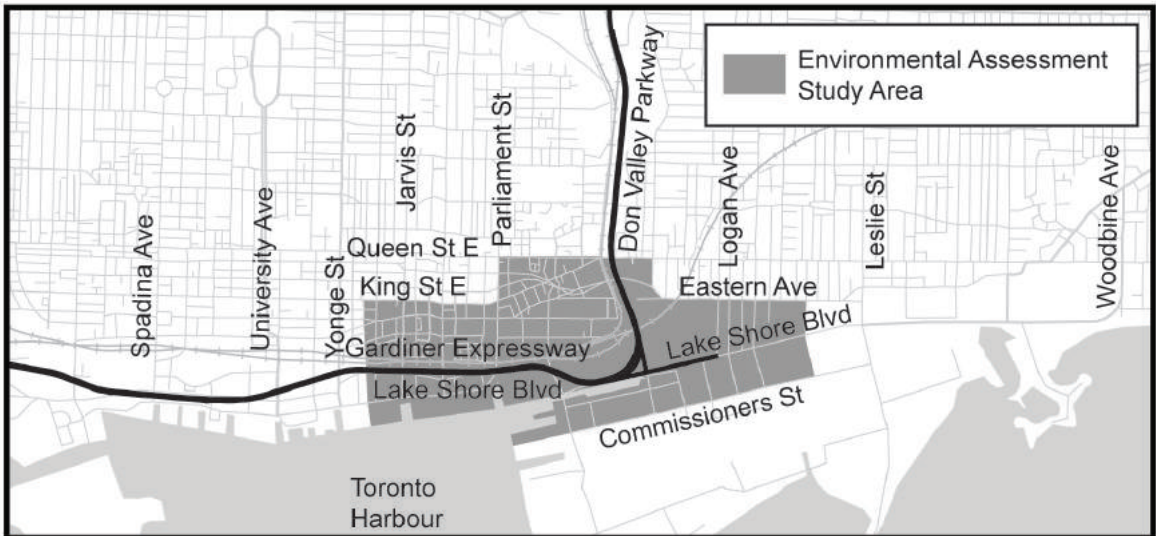 Environmental Assessment
Study Area
Spadina Ave
University Ave
Yonge St
Jarvis St
Parliament St
Don Valley Parkway
Logan Ave
Leslie St
Woodbine Ave
Queen St E
King St E
Eastern Ave
Gardiner Expressway
Lake Shore Blvd
Lake Shore Blvd
Commissioners St
Toronto
Harbour